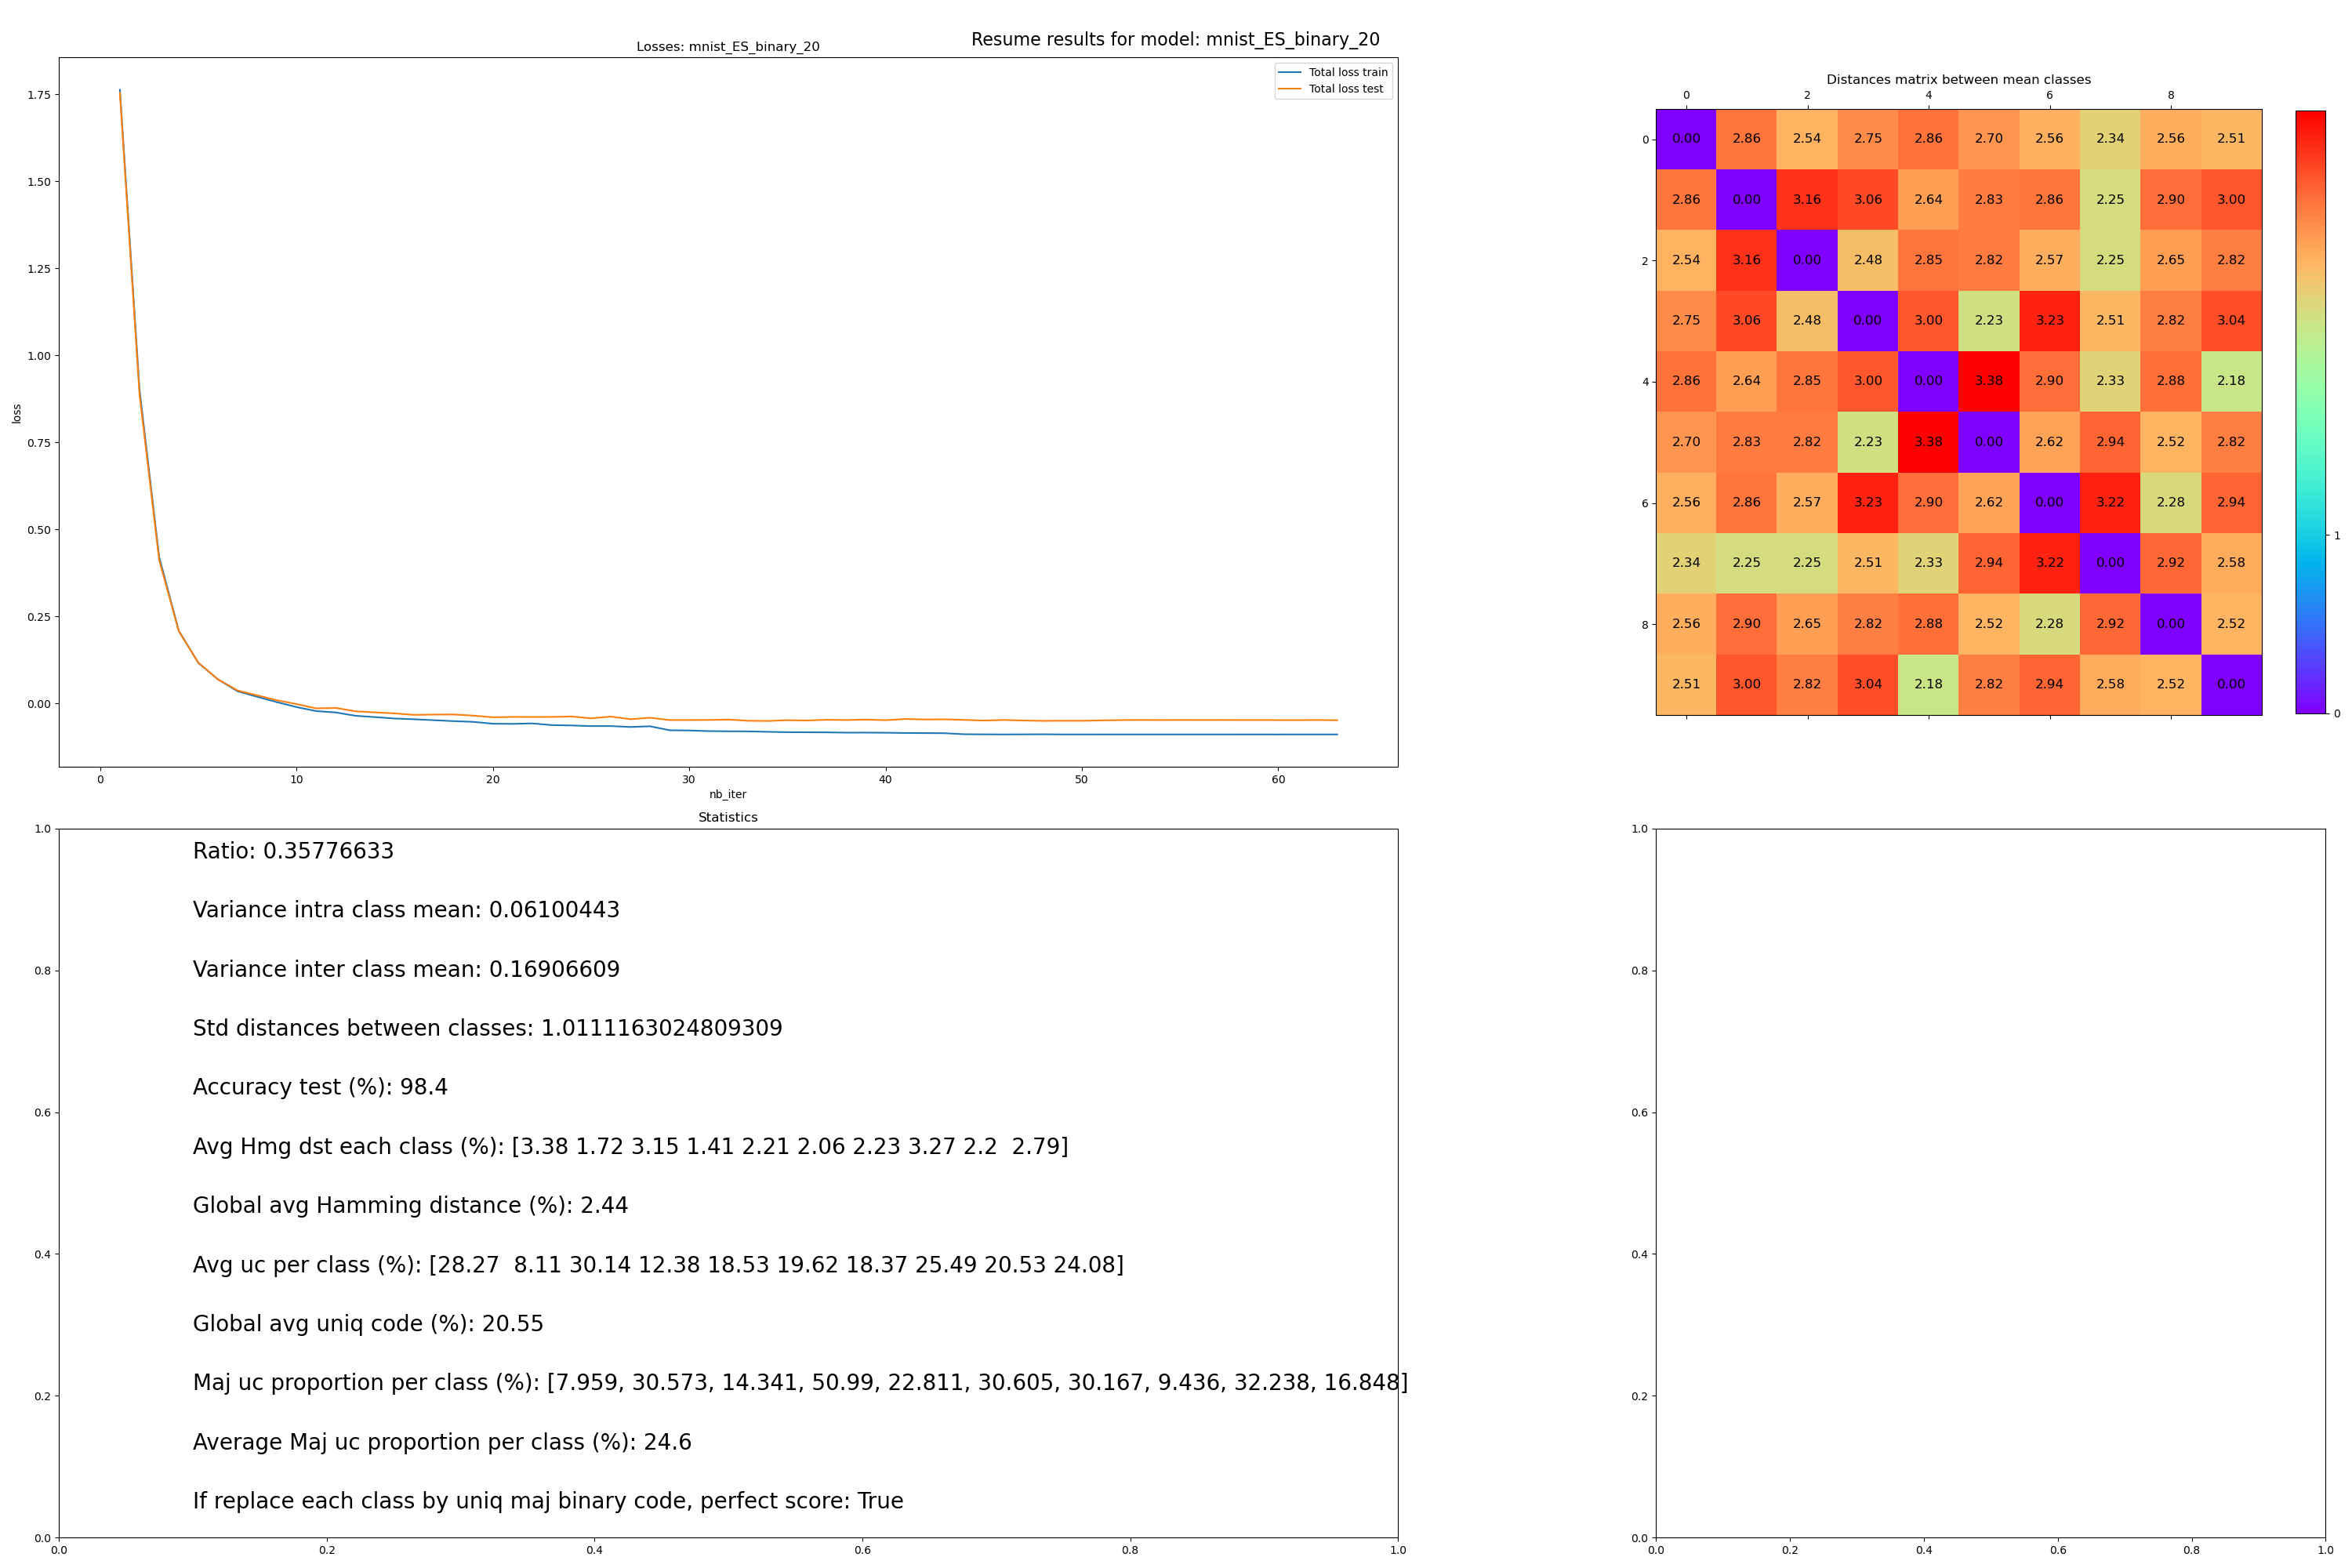 Resume results for model: mnist_ES_binary_20
Losses: mnist_ES_binary_20
Total loss train
Total loss test
1.75
1.50
1.25
1.00
0.75
0.50
0.25
0.00
loss
0 10 20 30 40 50 60
nb_iter
Distances matrix between mean classes
0 2 4 6 8
0 0.00 2.86 2.54 2.75 2.86 2.70 2.56 2.34 2.56 2.51
2.86 0.00 3.16 3.06 2.64 2.83 2.86 2.25 2.90 3.00
2 2.54 3.16 0.00 2.48 2.85 2.82 2.57 2.25 2.65 2.82
2.75 3.06 2.48 0.00 3.00 2.23 3.23 2.51 2.82 3.04
4 2.86 2.64 2.85 3.00 0.00 3.38 2.90 2.33 2.88 2.18
2.70 2.83 2.82 2.23 3.38 0.00 2.62 2.94 2.52 2.82
6 2.56 2.86 2.57 3.23 2.90 2.62 0.00 3.22 2.28 2.94
2.34 2.25 2.25 2.51 2.33 2.94 3.22 0.00 2.92 2.58
8 2.56 2.90 2.65 2.82 2.88 2.52 2.28 2.92 0.00 2.52
2.51 3.00 2.82 3.04 2.18 2.82 2.94 2.58 2.52 0.00
1
0
Statistics
1.0
0.8
0.6
0.4
0.2
0.0
Ratio: 0.35776633
Variance intra class mean: 0.06100443
Variance inter class mean: 0.16906609
Std distances between classes: 1.0111163024809309
Accuracy test (%): 98.4
Avg Hmg dst each class (%): [3.38 1.72 3.15 1.41 2.21 2.06 2.23 3.27 2.2  2.79]
Global avg Hamming distance (%): 2.44
Avg uc per class (%): [28.27  8.11 30.14 12.38 18.53 19.62 18.37 25.49 20.53 24.08]
Global avg uniq code (%): 20.55
Maj uc proportion per class (%): [7.959, 30.573, 14.341, 50.99, 22.811, 30.605, 30.167, 9.436, 32.238, 16.848]
Average Maj uc proportion per class (%): 24.6
If replace each class by uniq maj binary code, perfect score: True
0.0 0.2 0.4 0.6 0.8 1.0
1.0
0.8
0.6
0.4
0.2
0.0
0.0 0.2 0.4 0.6 0.8 1.0